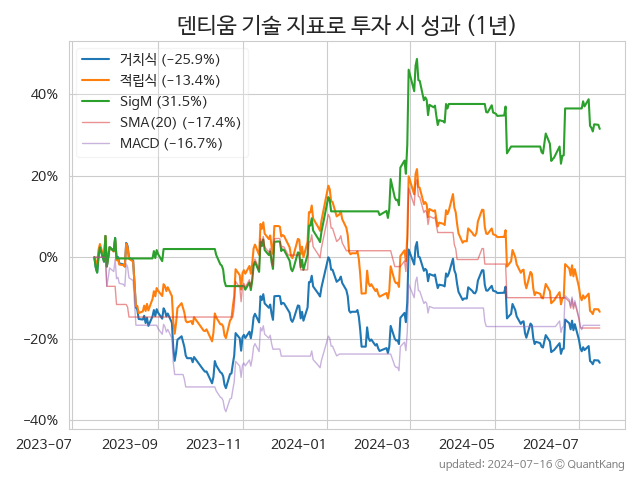 덴티움 기술 지표로 투자 시 성과 (1년)
거치식 (−25.9%)
적립식 (−13.4%)
SigM (31.5%)
SMA(20) (−17.4%)
MACD (−16.7%)
40%
20%
0%
−20%
−40%
2023-07 2023-09 2023-11 2024-01 2024-03 2024-05 2024-07
updated: 2024-07-16 © QuantKang